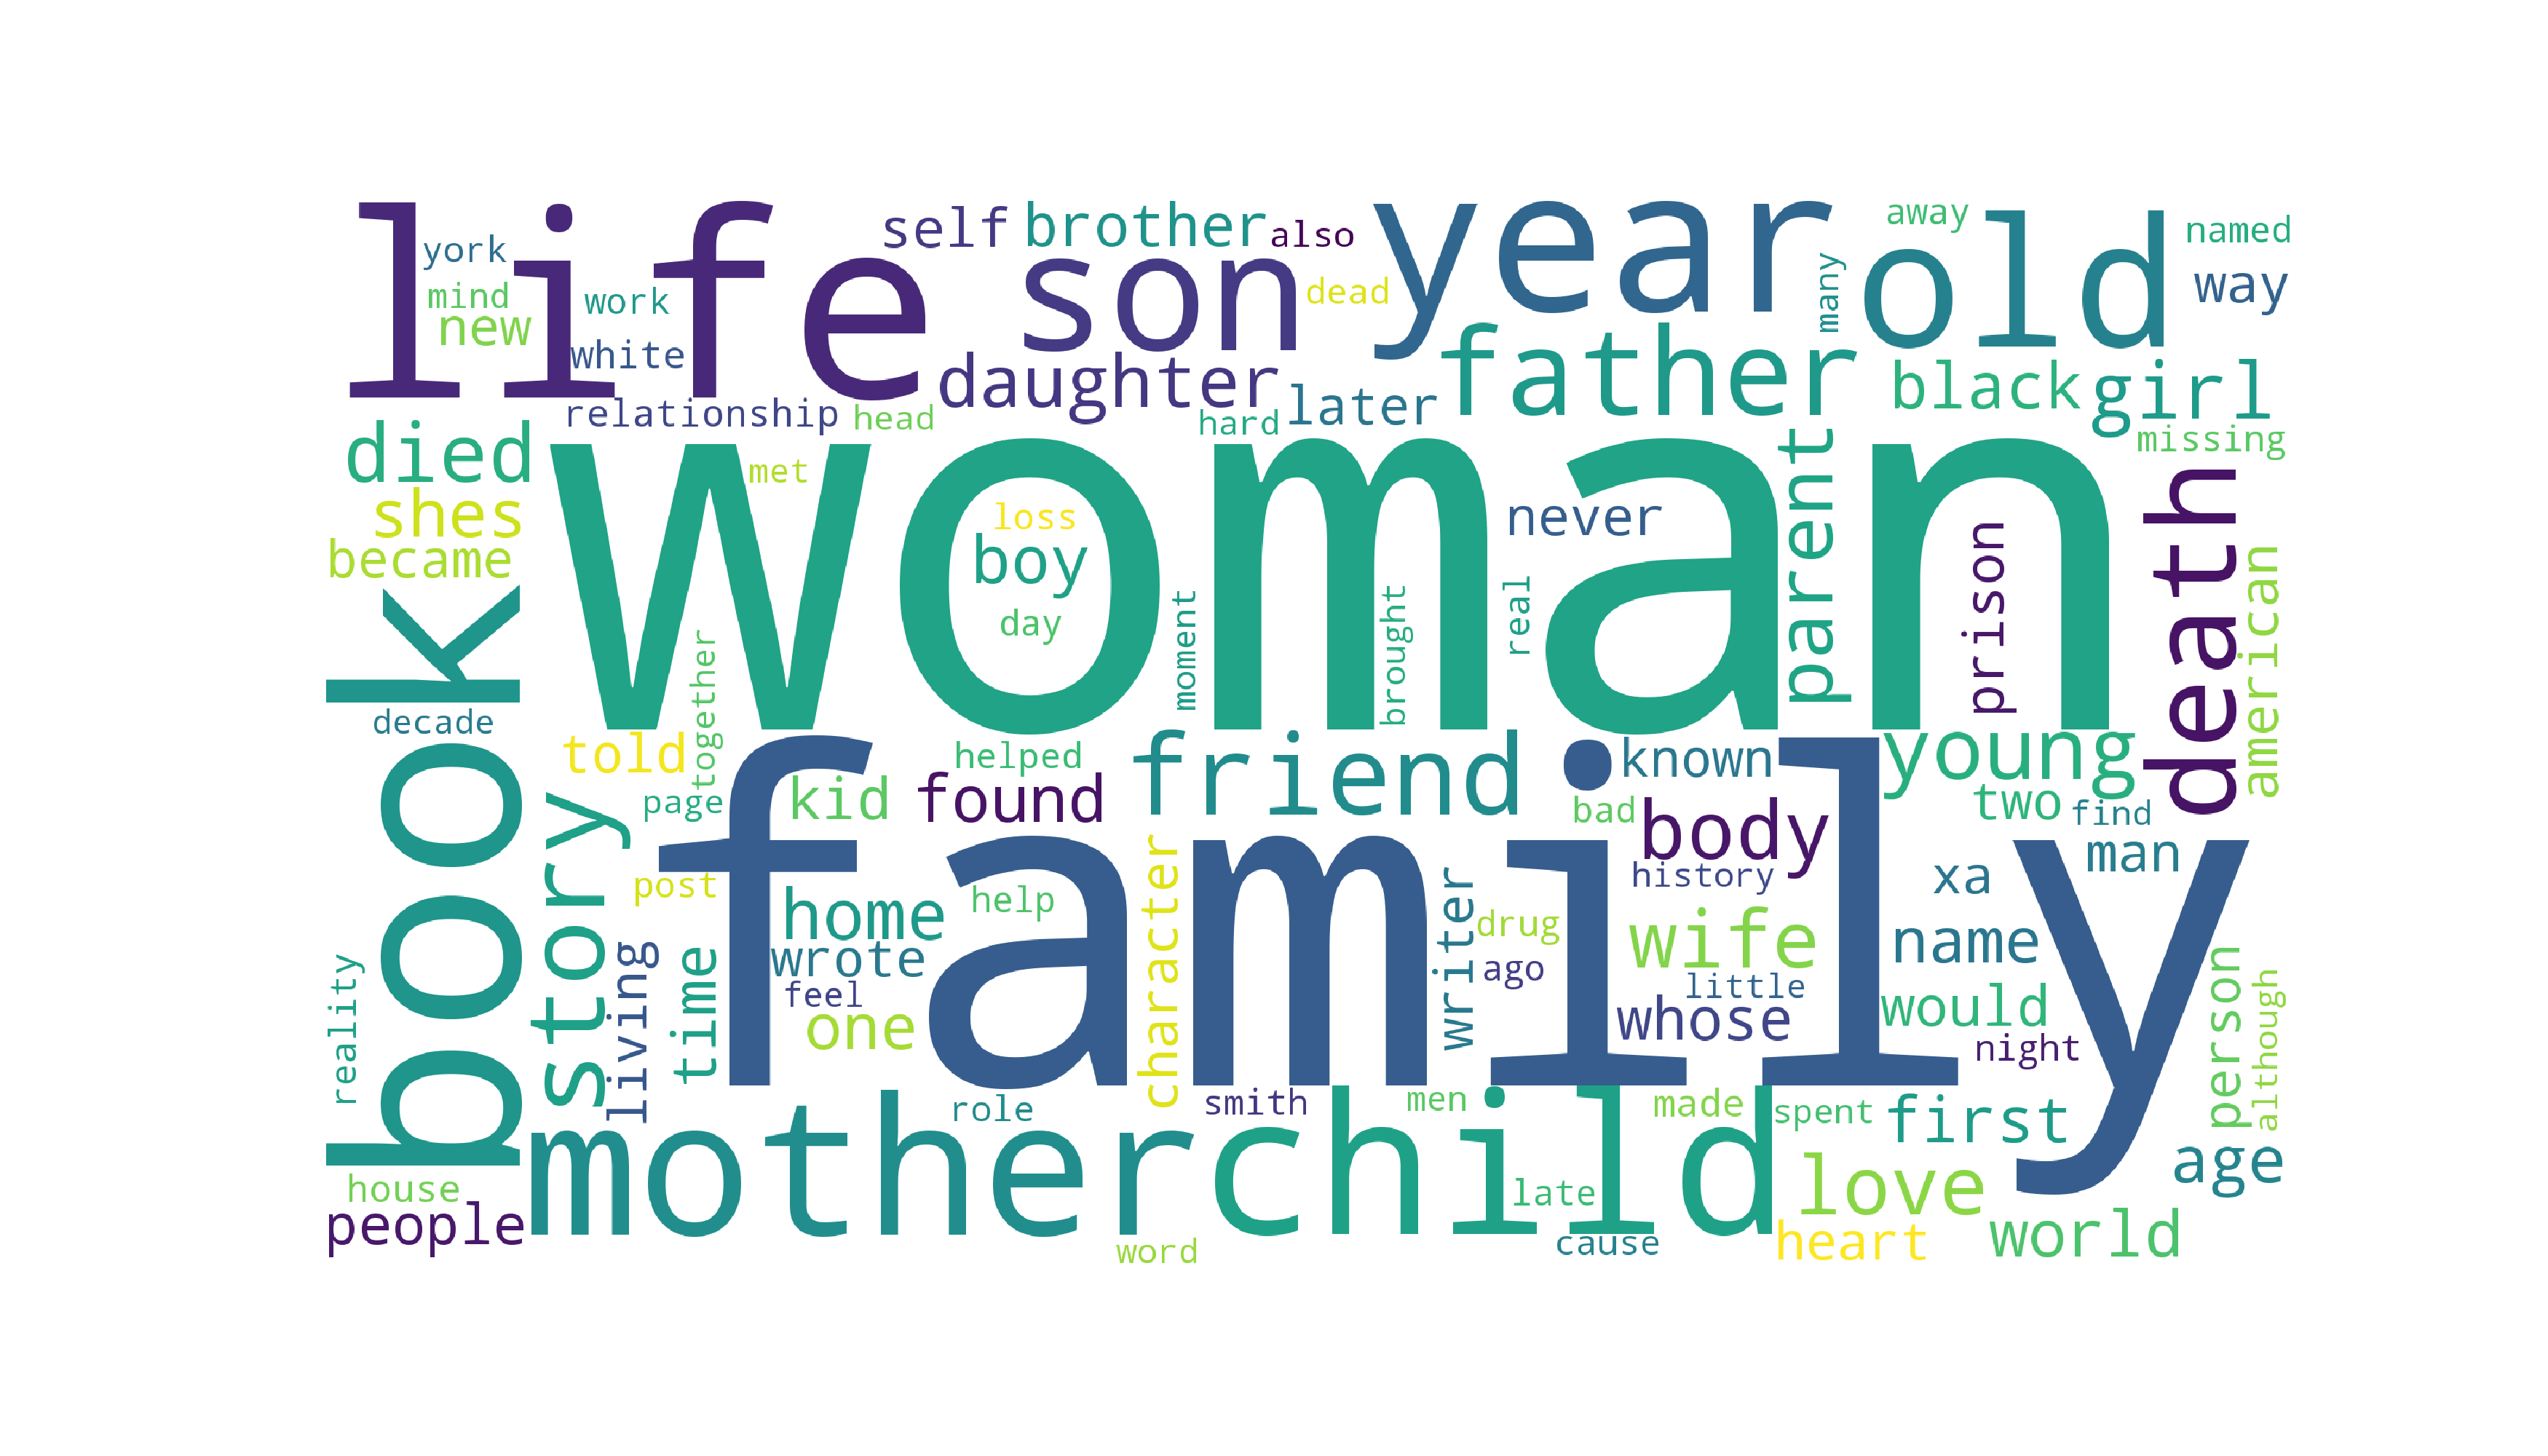 life
son
year
old
self
brother
also
away
named
york
mind
work
new
white
dead
many
way
daughter
father
black
girl
relationship
head
hard
later
missing
died
woman
met
shes
became
loss
boy
day
never
parent
prison
death
american
moment
brought
real
book
decade
told
together
page
helped
friend
known
young
kid
found
bad
body
two
find
man
family
story
post
home
help
character
writer
history
drug
wife
xa
name
wrote
ago
feel
little
living
time
one
whose
would
night
person
although
reality
role
smith
men
made
spent
first
mother
child
love
age
house
late
people
word
cause
heart
world